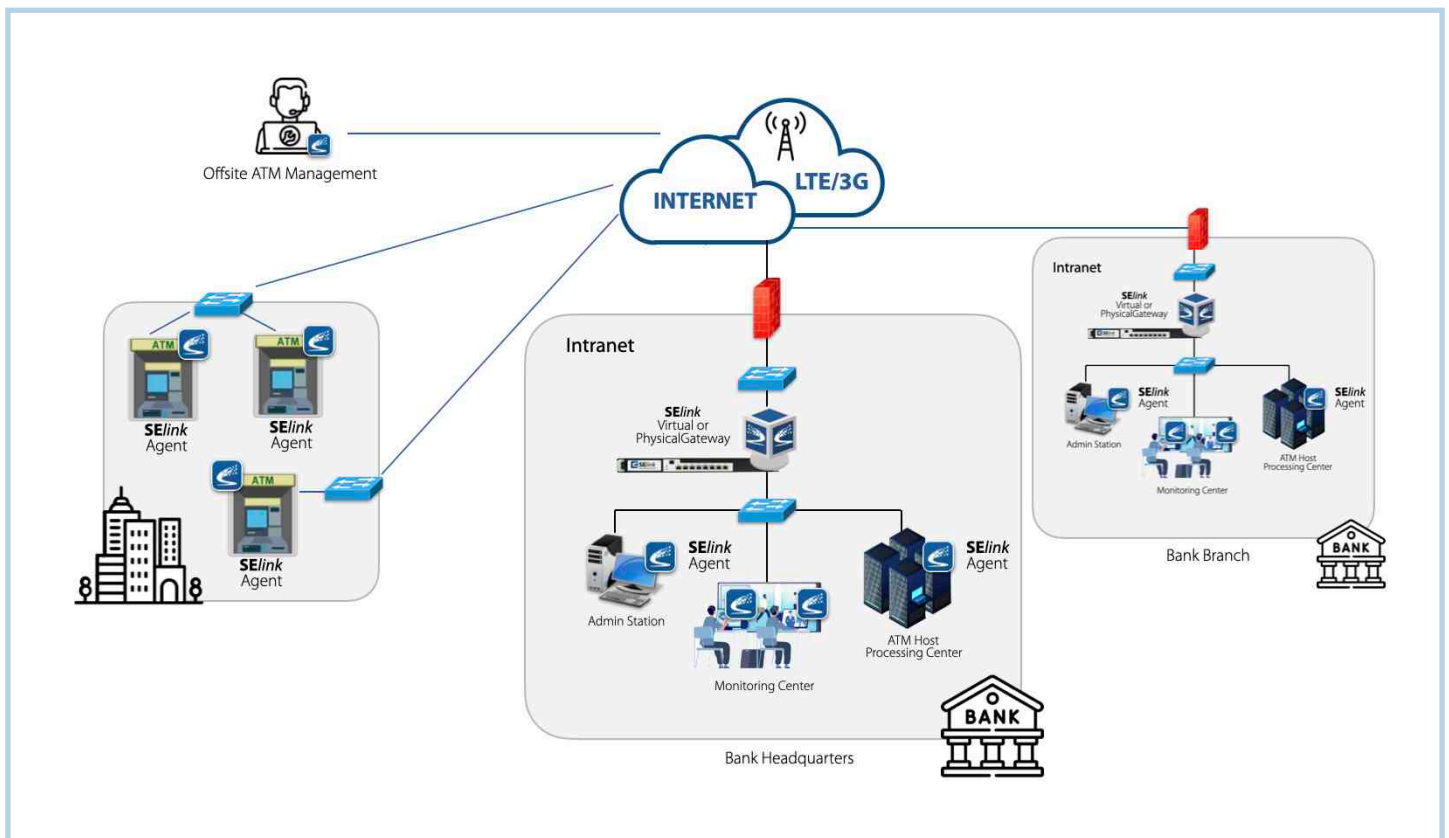 Offsite ATM Management
INTERNET
LTE/3G
ATM
SElink
Agent
ATM
SElink
Agent
ATM
SElink
Agent
Intranet
SElink
Virtual or
PhysicalGateway
SElink
SElink
Agent
Admin Station
Monitoring Center
SElink
Agent
ATM Host
Processing Center
BANK
Bank Headquarters
Intranet
SElink
Virtual or
PhysicalGateway
SElink
SElink
Agent
Admin Station
Monitoring Center
SElink
Agent
ATM Host
Processing Center
BANK
Bank Branch